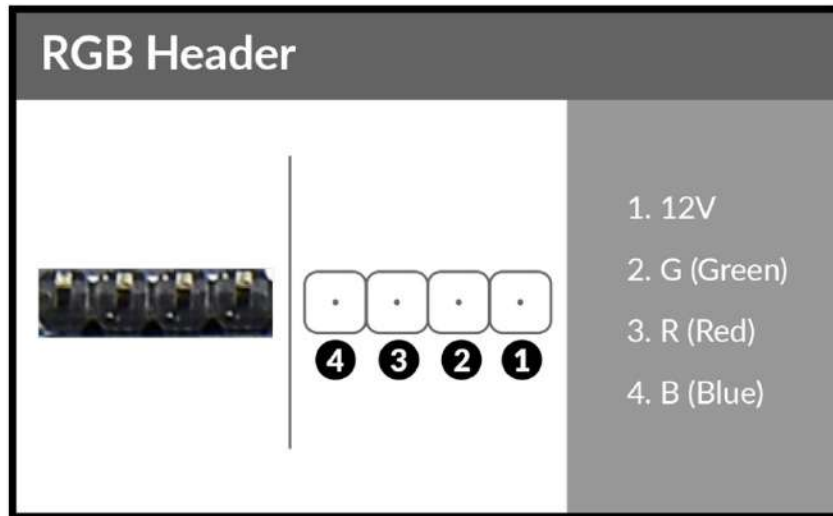 RGB Header
4 3 2 1
1. 12V
2. G (Green)
3. R (Red)
4. B (Blue)